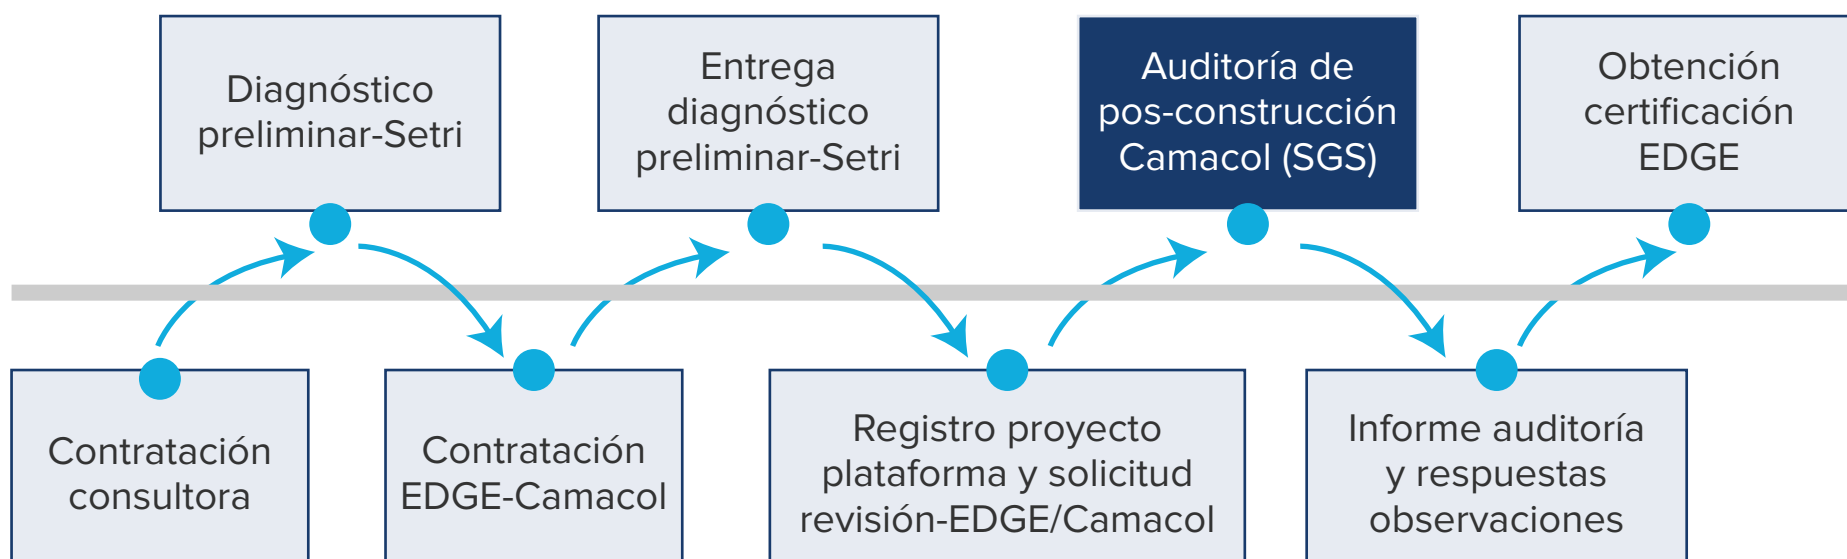 Diagnóstico
preliminar-Setri
Entrega
diagnóstico
preliminar-Setri
Auditoría de
pos-construcción
Camacol (SGS)
Obtención
certificación
EDGE
Contratación
consultora
Contratación
EDGE-Camacol
Registro proyecto
plataforma y solicitud
revisión-EDGE/Camacol
Informe auditoría
y respuestas
observaciones